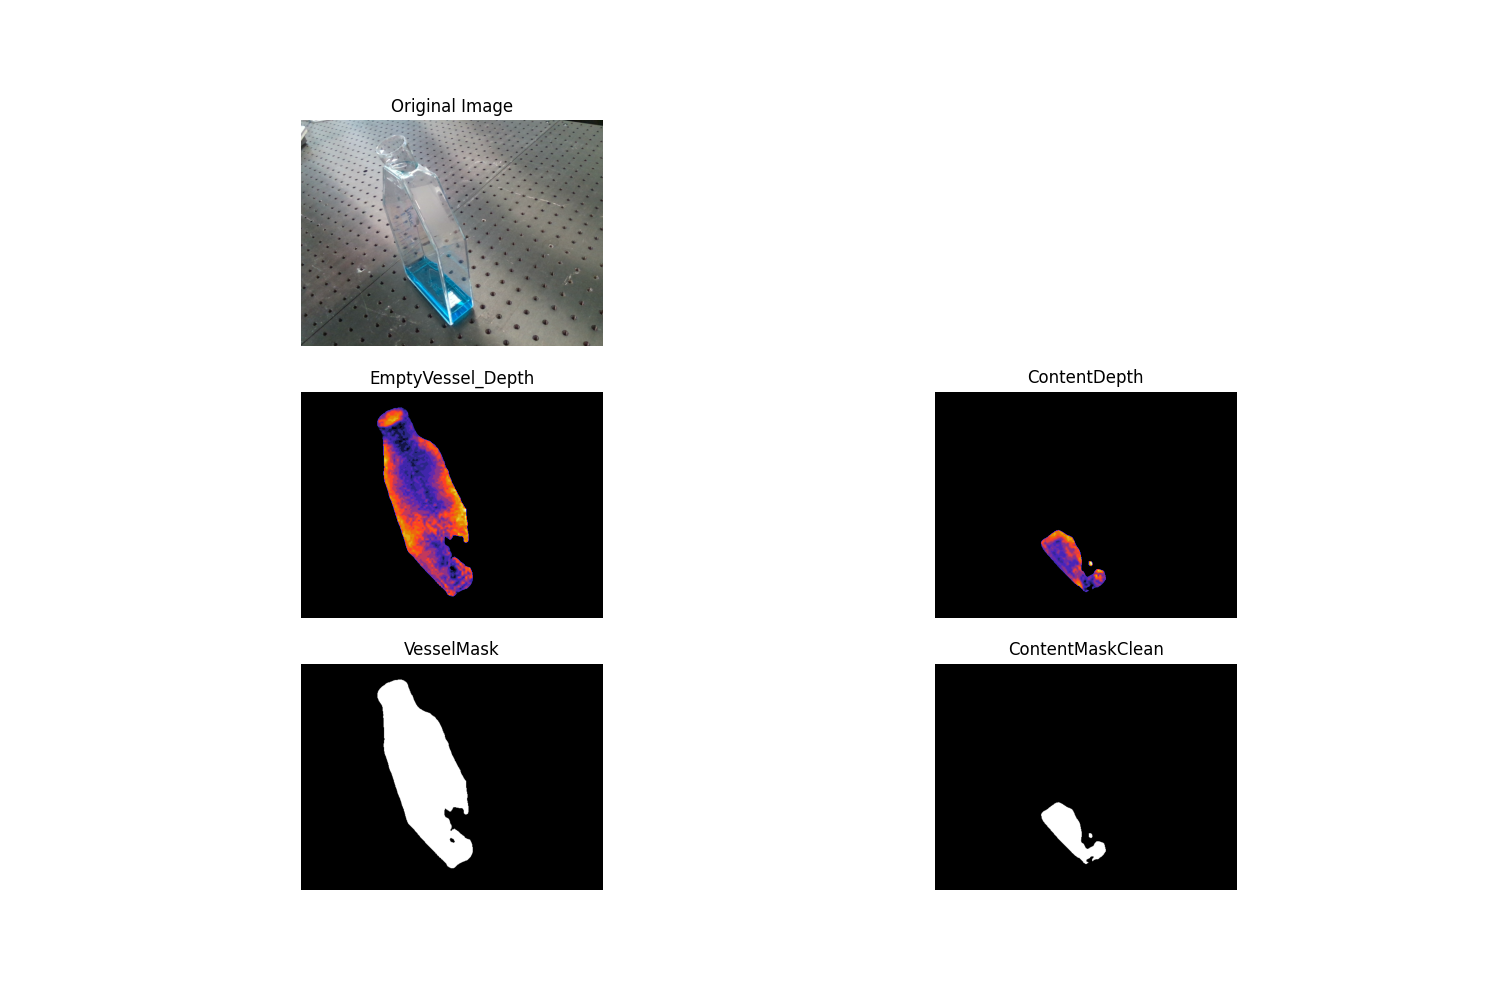 Original Image
EmptyVessel_Depth
ContentDepth
VesselMask
ContentMaskClean